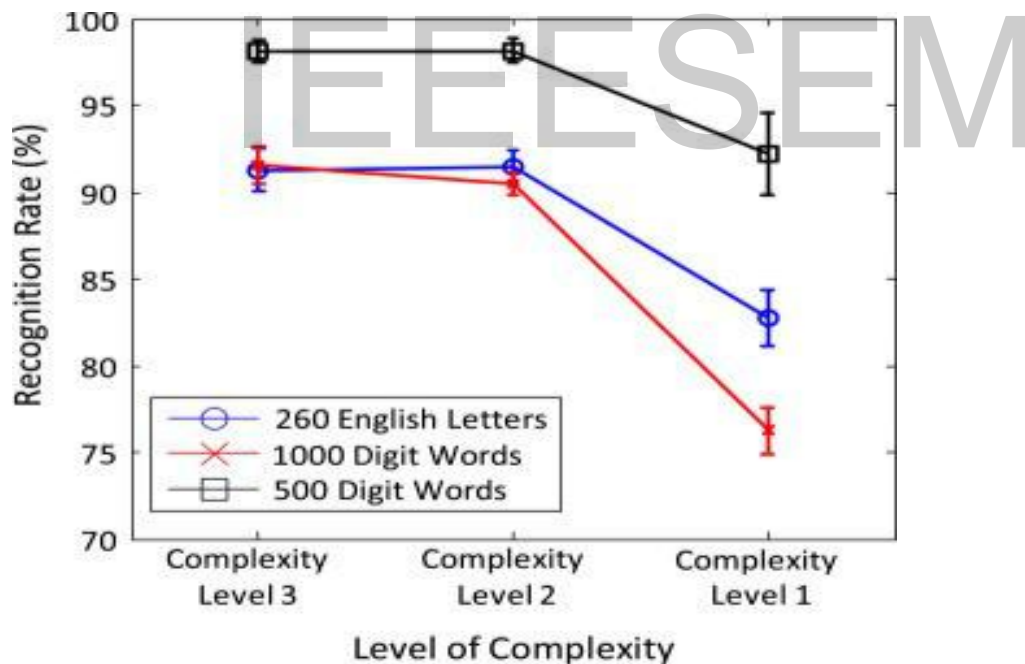 IEEESEM
100
95
90
85
80
75
70
Recognition Rate (%)
260 English Letters
1000 Digit Words
500 Digit Words
Complexity Level 3
Complexity Level 2
Complexity Level 1
Level of Complexity